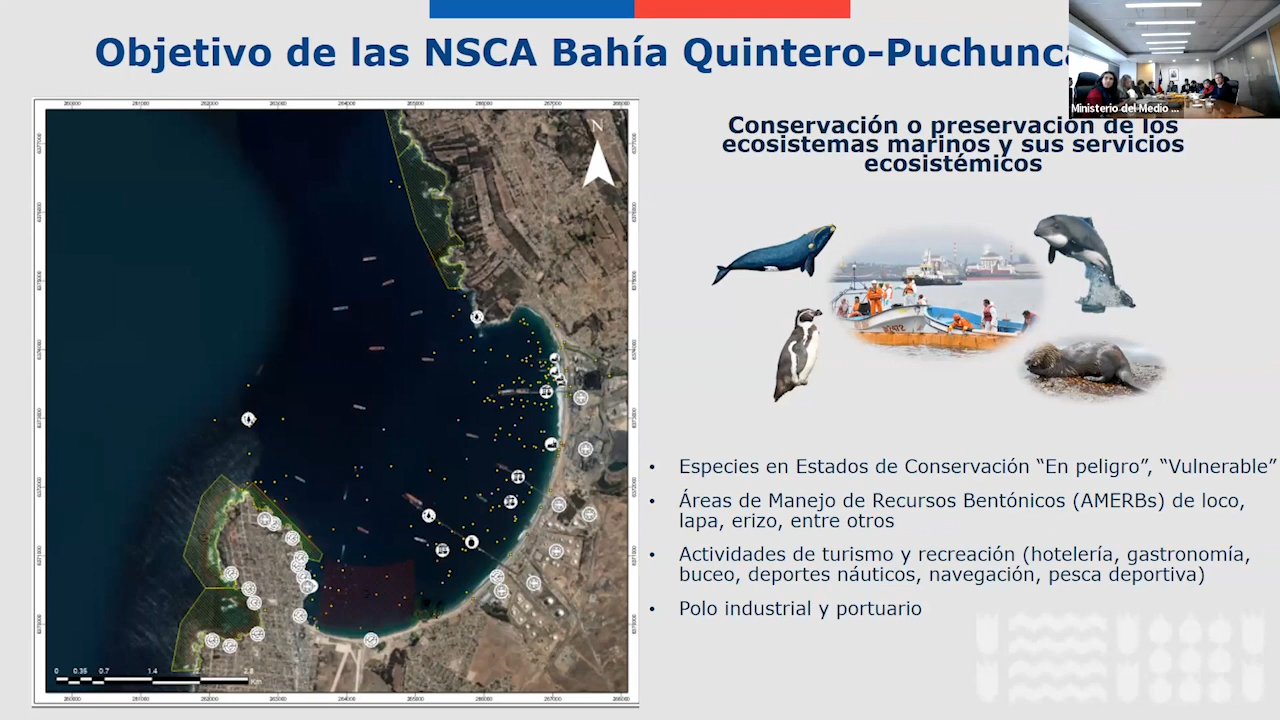 Objetivo de las NSCA Bahía Quintero-Puchunca
Ministerio del Medio ...
Conservación o preservación de los
ecosistemas marinos y sus servicios
ecosistémicos
N
• Especies en Estados de Conservación “En peligro”, “Vulnerable”
• Áreas de Manejo de Recursos Bentónicos (AMERBs) de loco,
lapa, erizo, entre otros
• Actividades de turismo y recreación (hotelería, gastronomía,
buceo, deportes náuticos, navegación, pesca deportiva)
• Polo industrial y portuario
0 0.35 0.7 1.4 2.8
Km